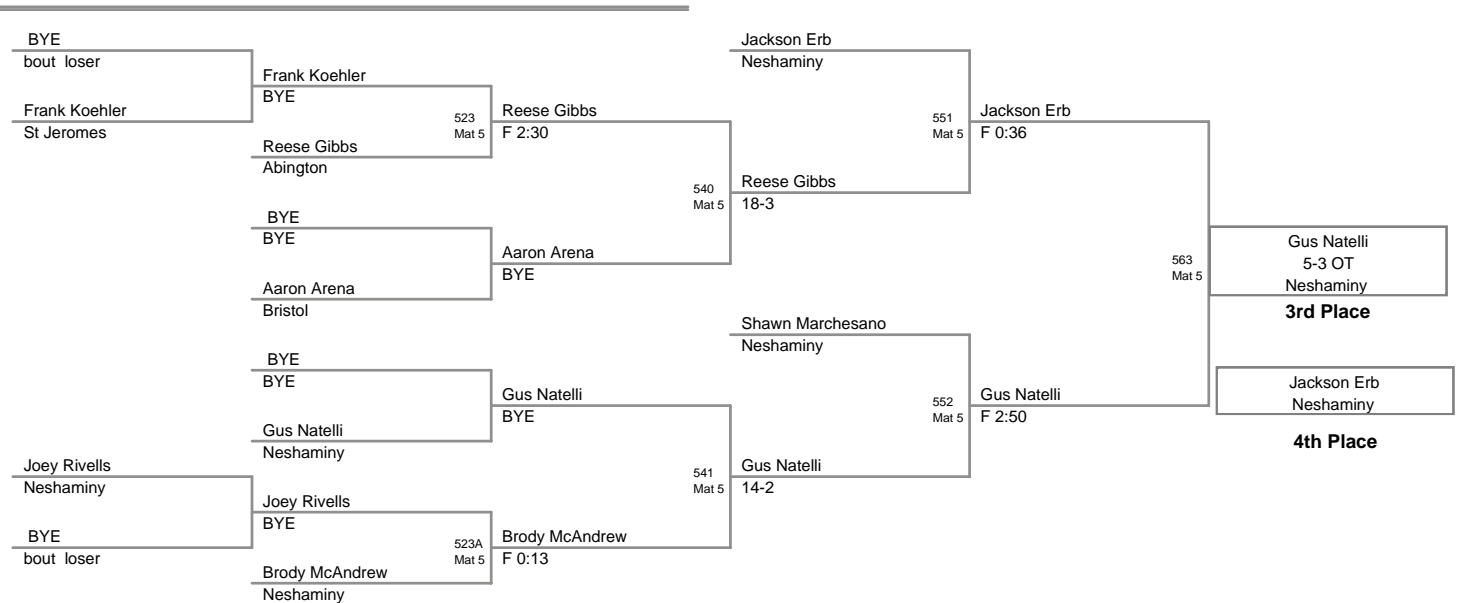 BYE
bout loser
Frank Koehler
St Jeromes
Joey Rivells
Neshaminy
BYE
bout loser
Frank Koehler
BYE
Reese Gibbs
Abington
BYE
BYE
Aaron Arena
Bristol
BYE
BYE
Gus Natelli
Neshaminy
Joey Rivells
BYE
Brody McAndrew
Neshaminy
523
Mat 5
Reese Gibbs
F 2:30
Aaron Arena
BYE
Gus Natelli
BYE
523A
Mat 5
Brody McAndrew
F 0:13
Jackson Erb
Neshaminy
540
Mat 5
Reese Gibbs
18-3
Shawn Marchesano
Neshaminy
541
Mat 5
Gus Natelli
14-2
551
Mat 5
Jackson Erb
F 0:36
552
Mat 5
Gus Natelli
F 2:50
563
Mat 5
Gus Natelli
5-3 OT
Neshaminy
3rd Place
Jackson Erb
Neshaminy
4th Place